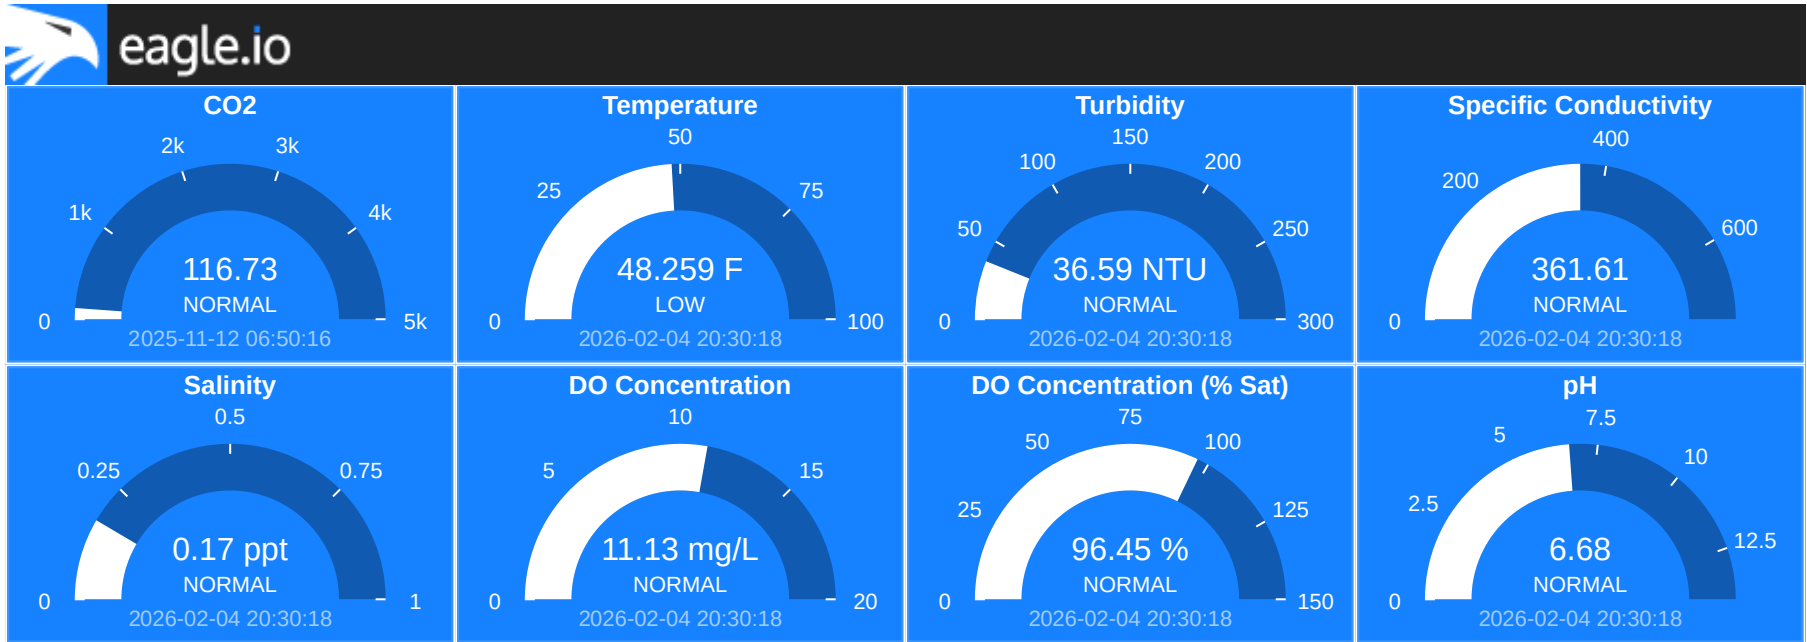 eagle.io
CO2
0
1k
2k
3k
4k
5k
116.73
NORMAL
2025-11-12 06:50:16
Temperature
0
25
50
75
100
48.259 F
LOW
2026-02-04 20:30:18
Turbidity
0
50
100
150
200
250
300
36.59 NTU
NORMAL
2026-02-04 20:30:18
Specific Conductivity
0
200
400
600
361.61
NORMAL
2026-02-04 20:30:18
Salinity
0
0.25
0.5
0.75
1
0.17 ppt
NORMAL
2026-02-04 20:30:18
DO Concentration
0
5
10
15
20
11.13 mg/L
NORMAL
2026-02-04 20:30:18
DO Concentration (% Sat)
0
25
50
75
100
125
150
96.45 %
NORMAL
2026-02-04 20:30:18
pH
0
2.5
5
7.5
10
12.5
6.68
NORMAL
2026-02-04 20:30:18